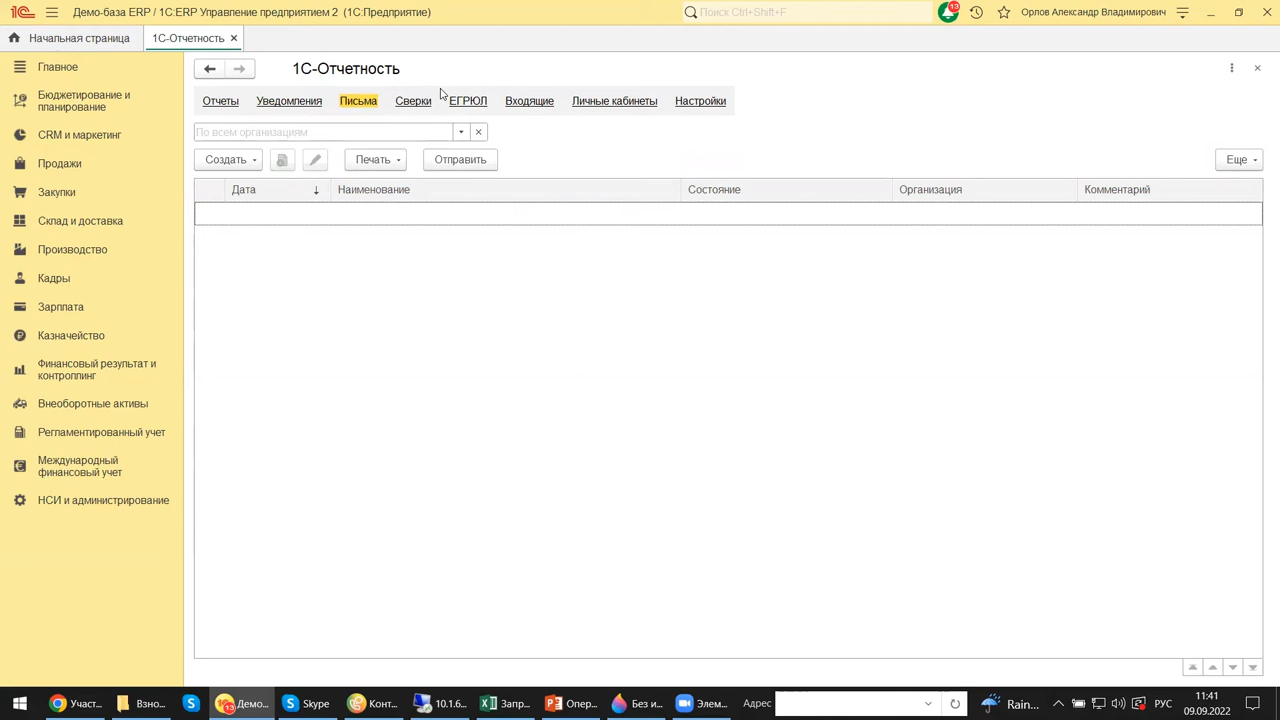 Демо-база ERP / 1С:ERP Управление предприятием 2 (1С:Предприятие)
Поиск Ctrl+Shift+F
13
Орлов Александр Владимирович
Начальная страница
1С-Отчетность
Главное
Бюджетирование и
планирование
CRM и маркетинг
Продажи
Закупки
Склад и доставка
Производство
Кадры
Зарплата
Казначейство
Финансовый результат и
контроллинг
Внеоборотные активы
Регламентированный учет
Международный
финансовый учет
НСИ и администрирование
1С-Отчетность
Отчеты Уведомления Письма Сверки ЕГРЮЛ Входящие Личные кабинеты Настройки
По всем организациям
Создать Печать Отправить Еще
Дата Наименование Состояние Организация Комментарий
Участ... Взно... 13 Демо... Skype Конт... 10.1.6... Запр... Опер... Без и... Элем... Адрес Rain... РУС
11:41
09.09.2022